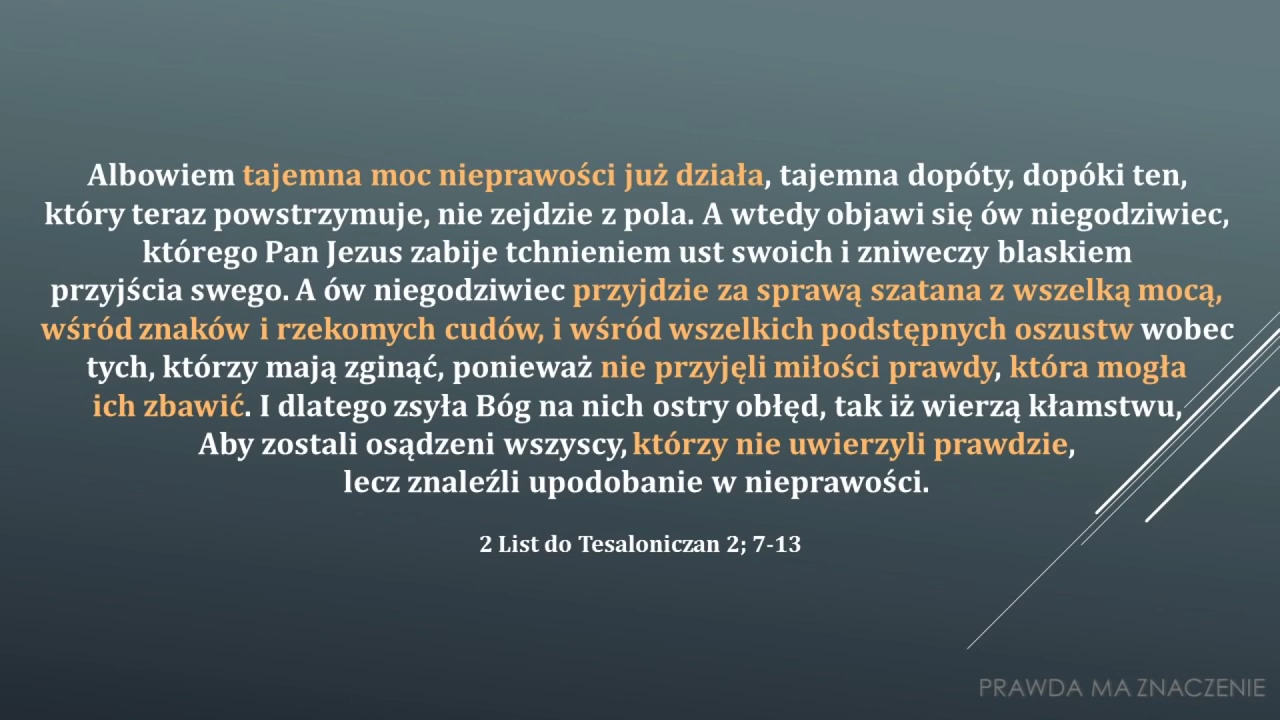 Albowiem tajemna moc nieprawości już działa, tajemna dopóty, dopóki ten,
który teraz powstrzymuje, nie zejdzie z pola. A wtedy objawi się ów niegodziwiec,
którego Pan Jezus zabije tchnieniem ust swoich i zniweczy blaskiem
przyjścia swego. A ów niegodziwiec przyjdzie za sprawą szatana z wszelką mocą,
wśród znaków i rzekomych cudów, i wśród wszelkich podstępnych oszustw wobec
tych, którzy mają zginąć, ponieważ nie przyjęli miłości prawdy, która mogła
ich zbawić. I dlatego zsyła Bóg na nich ostry obłęd, tak iż wierzą kłamstwu,
Aby zostali osądzeni wszyscy, którzy nie uwierzyli prawdzie,
lecz znaleźli upodobanie w nieprawości.
2 List do Tesaloniczan 2; 7-13
PRAWDA MA ZNACZENIE